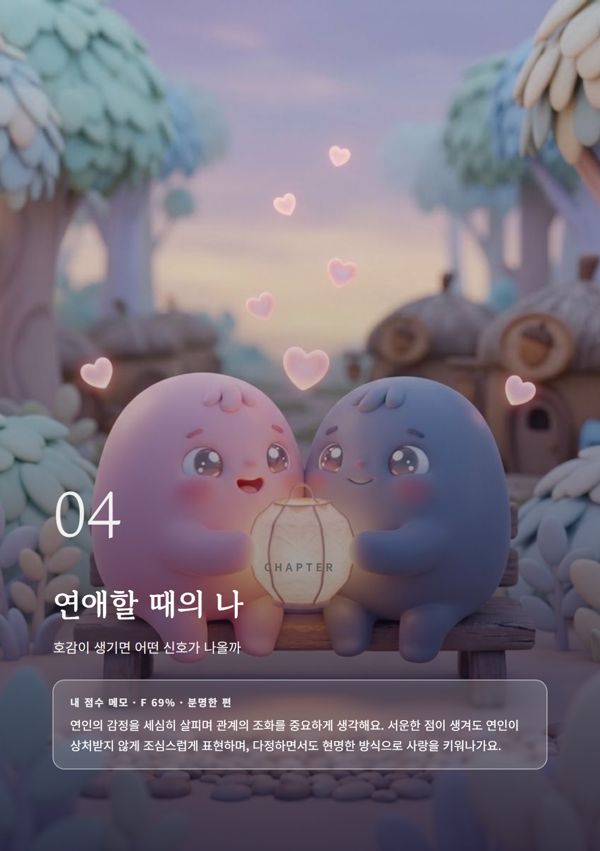 04
CHAPTER
연애할 때의 나
호감이 생기면 어떤 신호가 나올까
내 점수 메모 · F 69% · 분명한 편
연인의 감정을 세심히 살피며 관계의 조화를 중요하게 생각해요. 서운한 점이 생겨도 연인이
상처받지 않게 조심스럽게 표현하며, 다정하면서도 현명한 방식으로 사랑을 키워나가요.